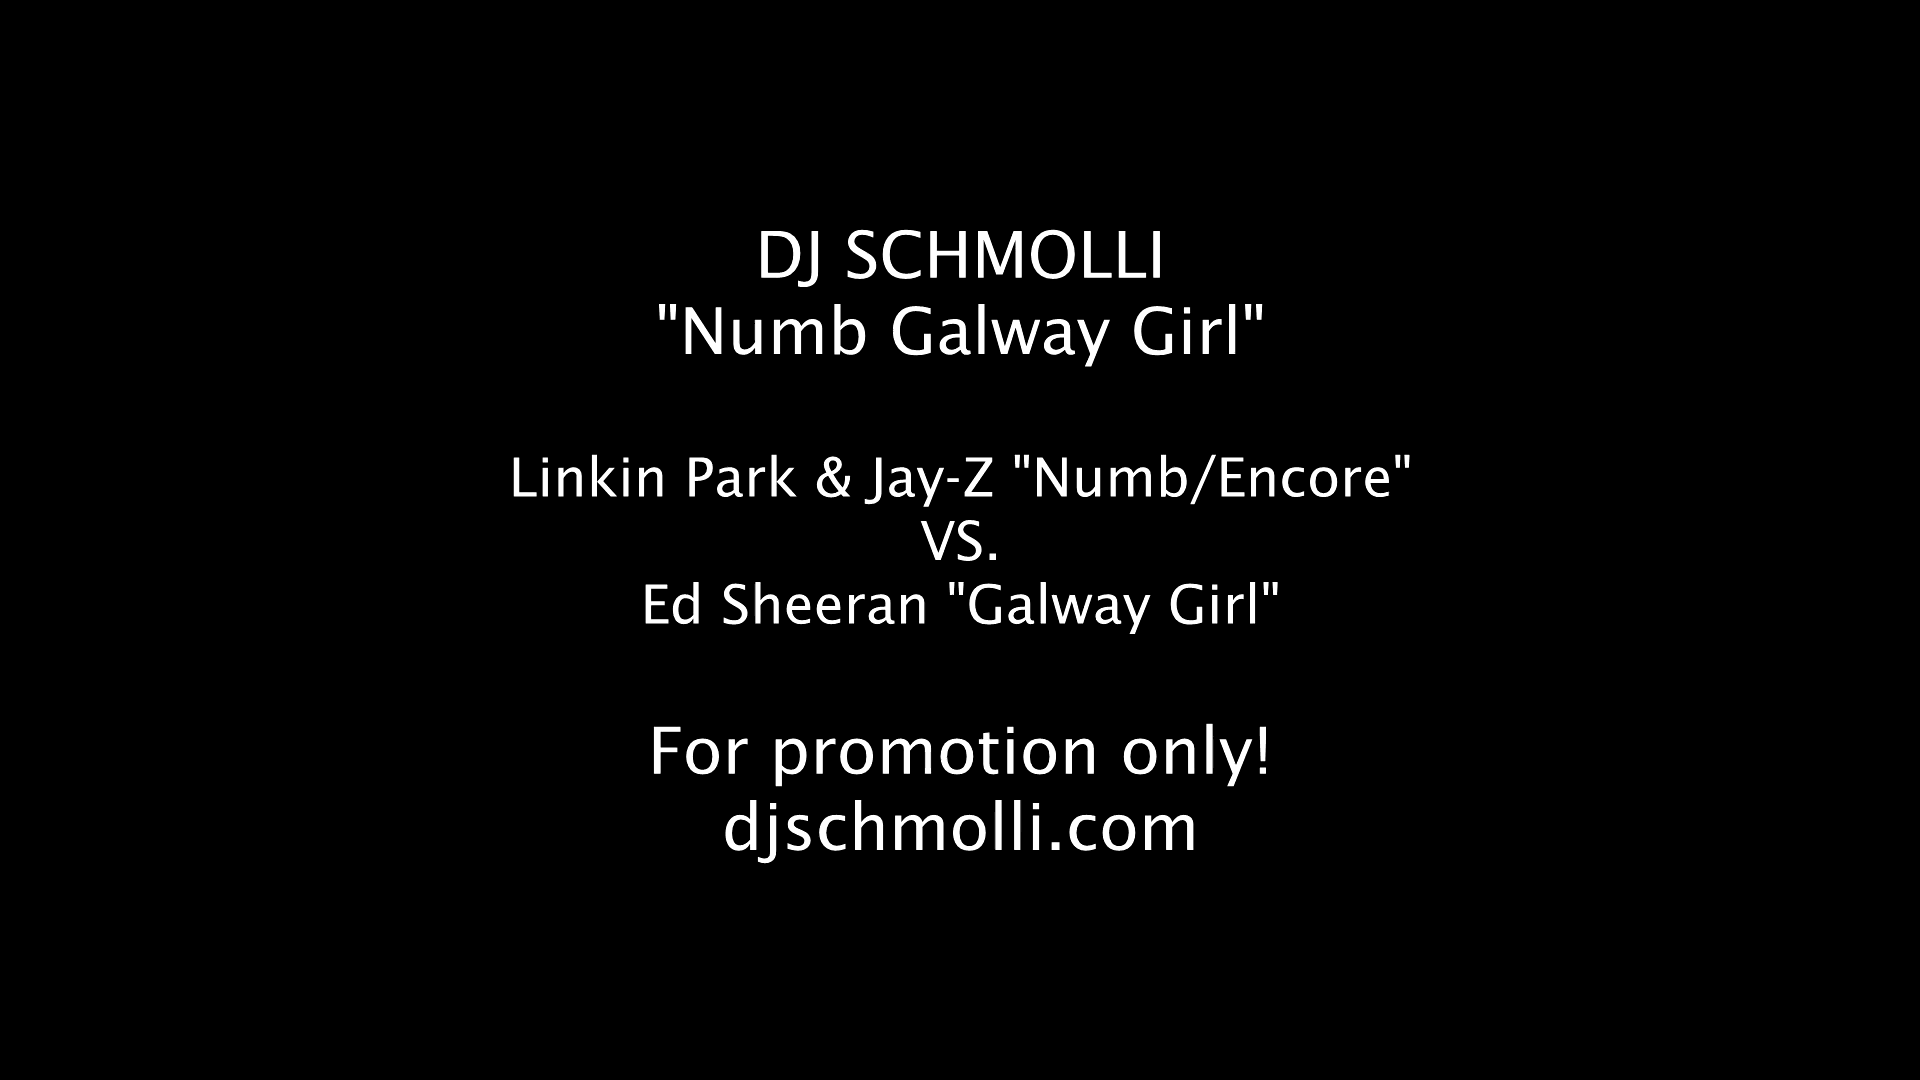 DJ SCHMOLLI
"Numb Galway Girl"
Linkin Park & Jay-Z "Numb/Encore"
VS.
Ed Sheeran "Galway Girl"
For promotion only!
djschmolli.com